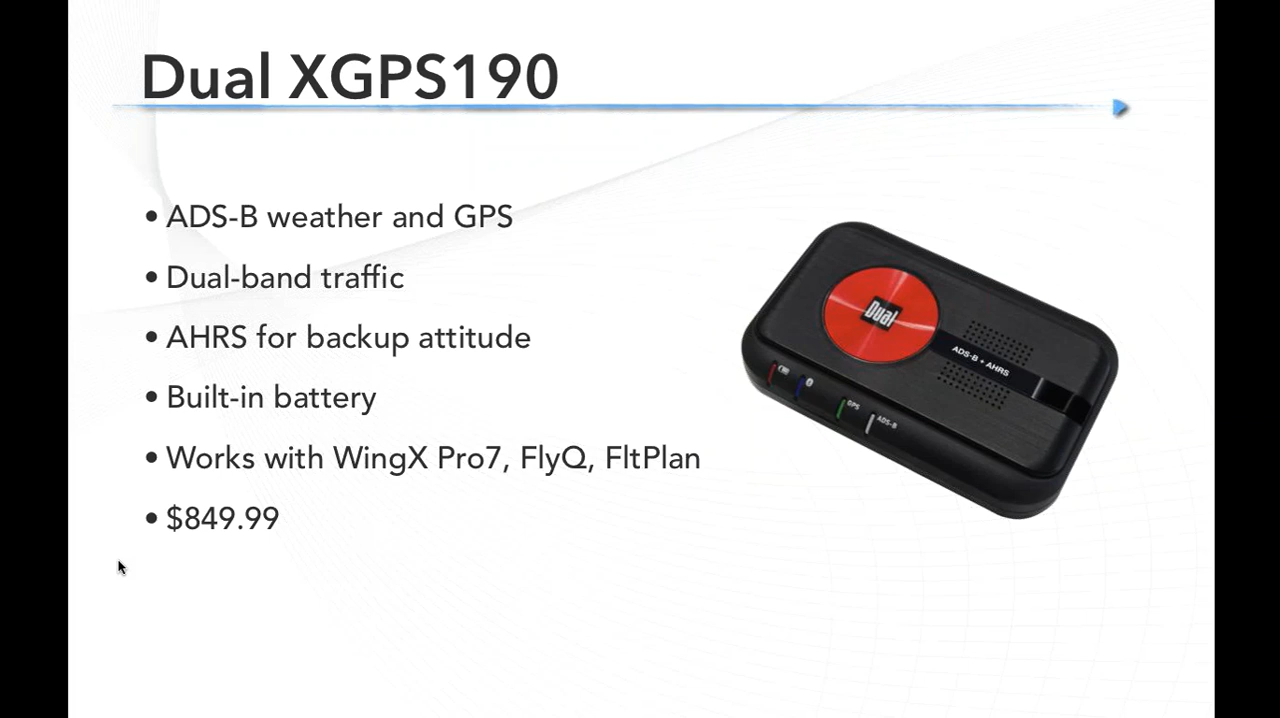 Dual XGPS190
• ADS-B weather and GPS
• Dual-band traffic
• AHRS for backup attitude
• Built-in battery
• Works with WingX Pro7, FlyQ, FltPlan
• $849.99
Dual
ADS-B + AHRS
GPS
ADS-B